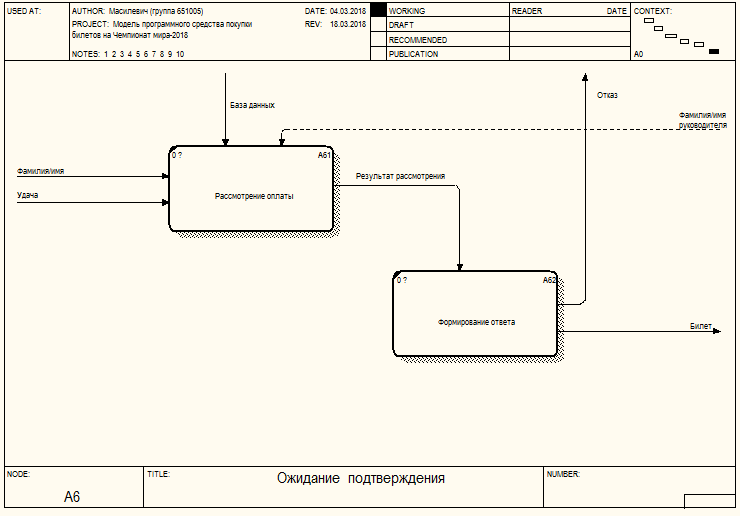 USED AT:
AUTHOR: Масилевич (группа 651005)
DATE: 04.03.2018
PROJECT: Модель программного средства покупки
билетов на Чемпионат мира-2018
REV: 18.03.2018
NOTES: 1 2 3 4 5 6 7 8 9 10
WORKING
DRAFT
RECOMMENDED
PUBLICATION
READER
DATE
CONTEXT:
A0
База данных
Отказ
Фамилия/имя
руководителя
0 ?
A61
Рассмотрение оплаты
Фамилия/имя
Удача
Результат рассмотрения
0 ?
A62
Формирование ответа
Билет
NODE:
A6
TITLE:
Ожидание подтверждения
NUMBER: